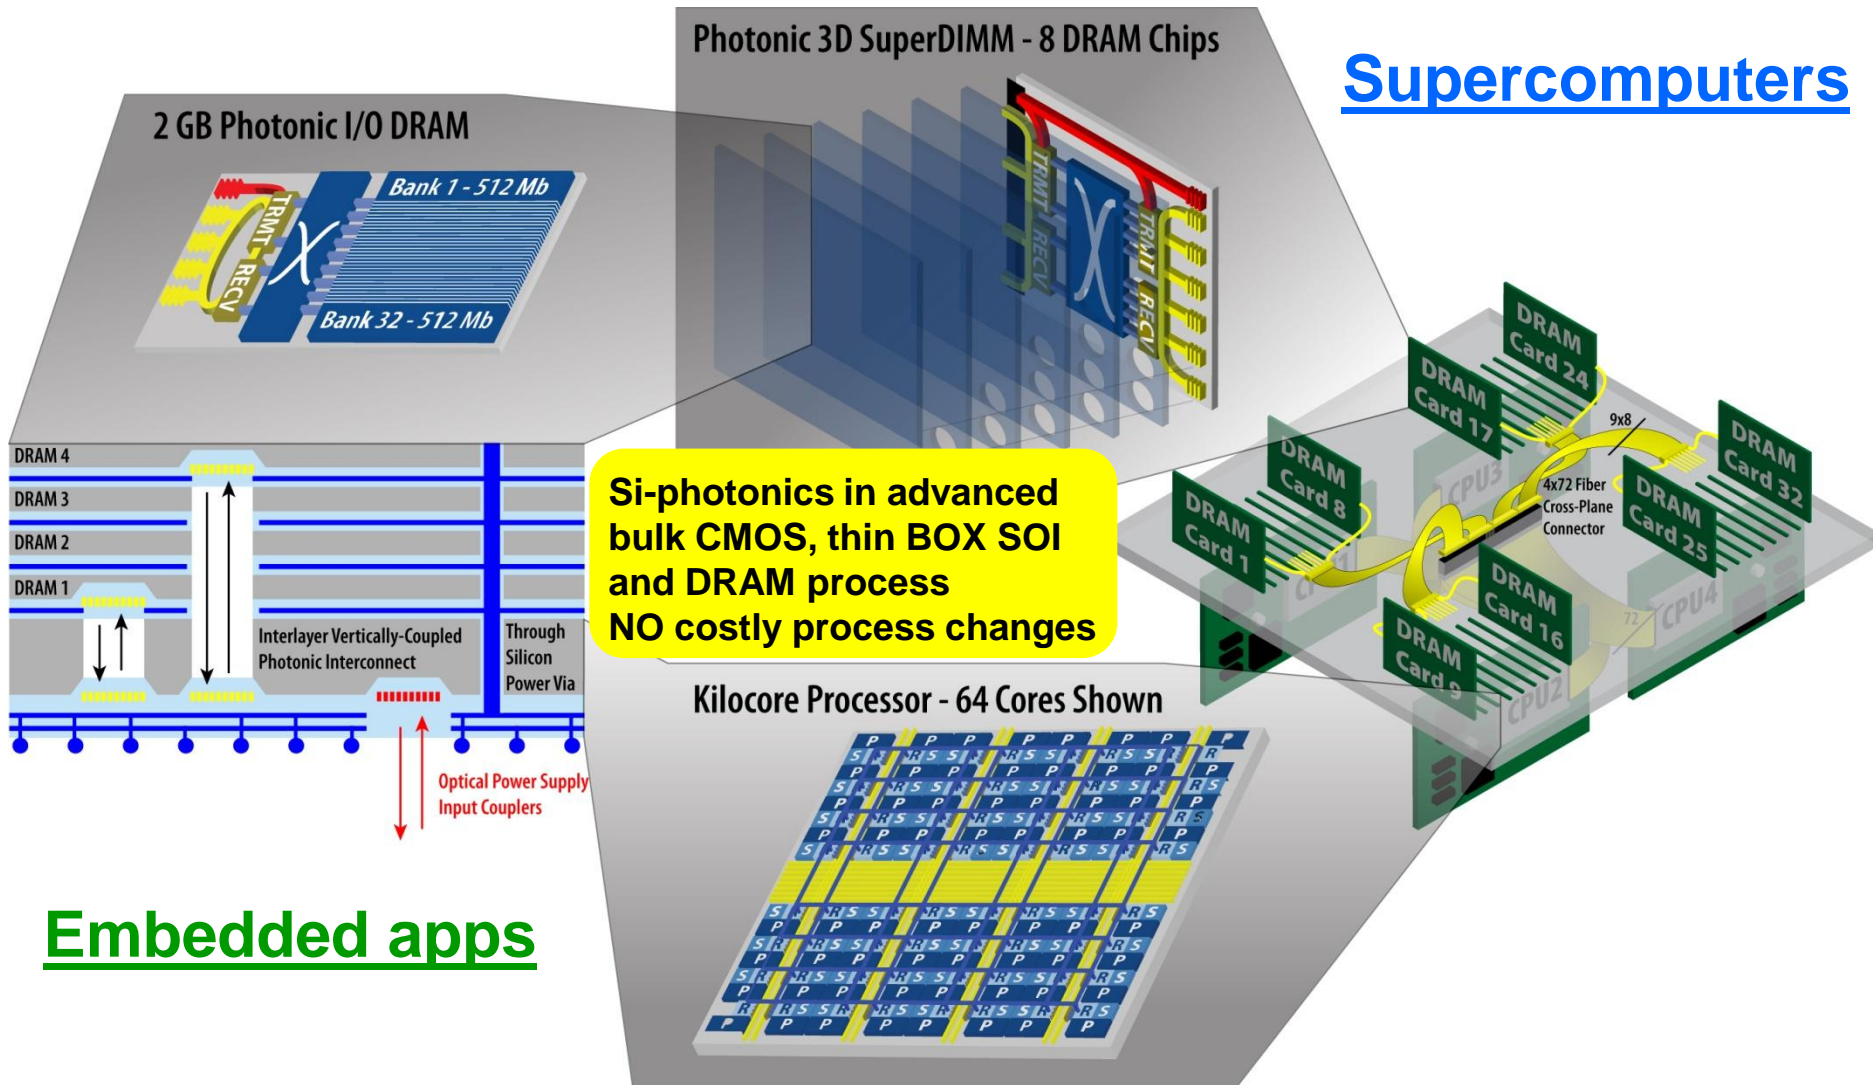 Photonic 3D SuperDIMM - 8 DRAM Chips
Supercomputers
2 GB Photonic I/O DRAM
Bank 1 - 512 Mb
TRMT
RECV
Bank 32 - 512 Mb
TRMT
RECV
TRMT
RECV
DRAM
Card 24
DRAM
Card 17
9x8
DRAM
Card 32
DRAM
Card 25
DRAM
Card 8
DRAM
Card 1
CPU3
4x72 Fiber
Cross-Plane
Connector
DRAM
Card 16
DRAM
Card 9
72
CPU4
CPU2
DRAM 4
DRAM 3
DRAM 2
DRAM 1
Interlayer Vertically-Coupled
Photonic Interconnect
Through
Silicon
Power Via
Optical Power Supply
Input Couplers
Si-photonics in advanced
bulk CMOS, thin BOX SOI
and DRAM process
NO costly process changes
Kilocore Processor - 64 Cores Shown
Embedded apps